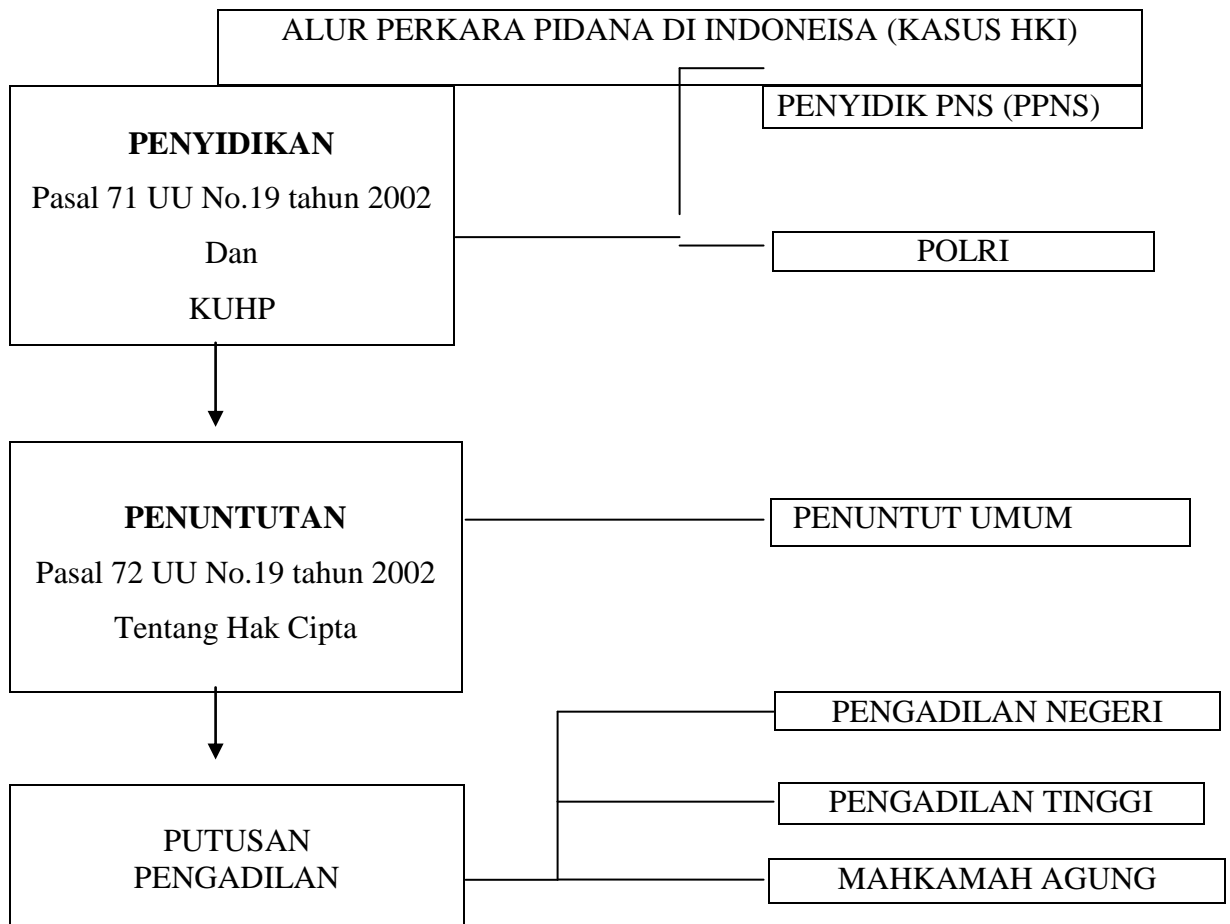 ALUR PERKARA PIDANA DI INDONEISA (KASUS HKI)
PENYIDIK PNS (PPNS)
PENYIDIKAN
Pasal 71 UU No.19 tahun 2002
Dan
KUHP
POLRI
PENUNTUTAN
Pasal 72 UU No.19 tahun 2002
Tentang Hak Cipta
PENUNTUT UMUM
PENGADILAN NEGERI
PENGADILAN TINGGI
PUTUSAN
PENGADILAN
MAHKAMAH AGUNG